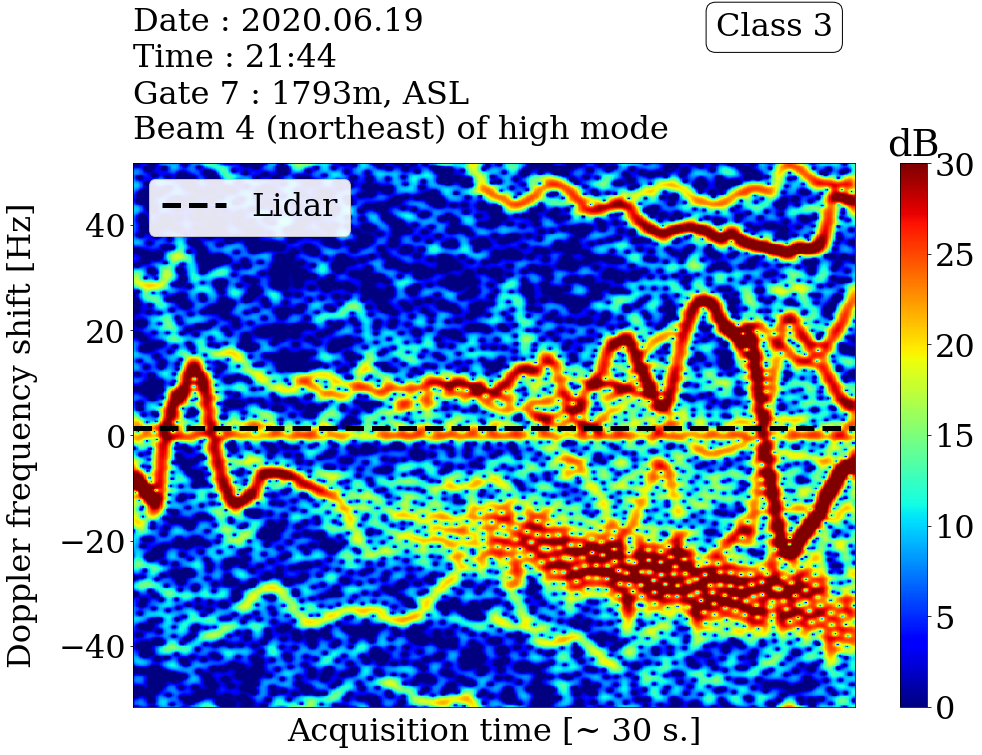 Date : 2020.06.19
Time : 21:44
Gate 7 : 1793m, ASL
Beam 4 (northeast) of high mode
Class 3
dB
Lidar
Doppler frequency shift [Hz]
40
20
0
−20
−40
Acquisition time [~ 30 s.]
30
25
20
15
10
5
0